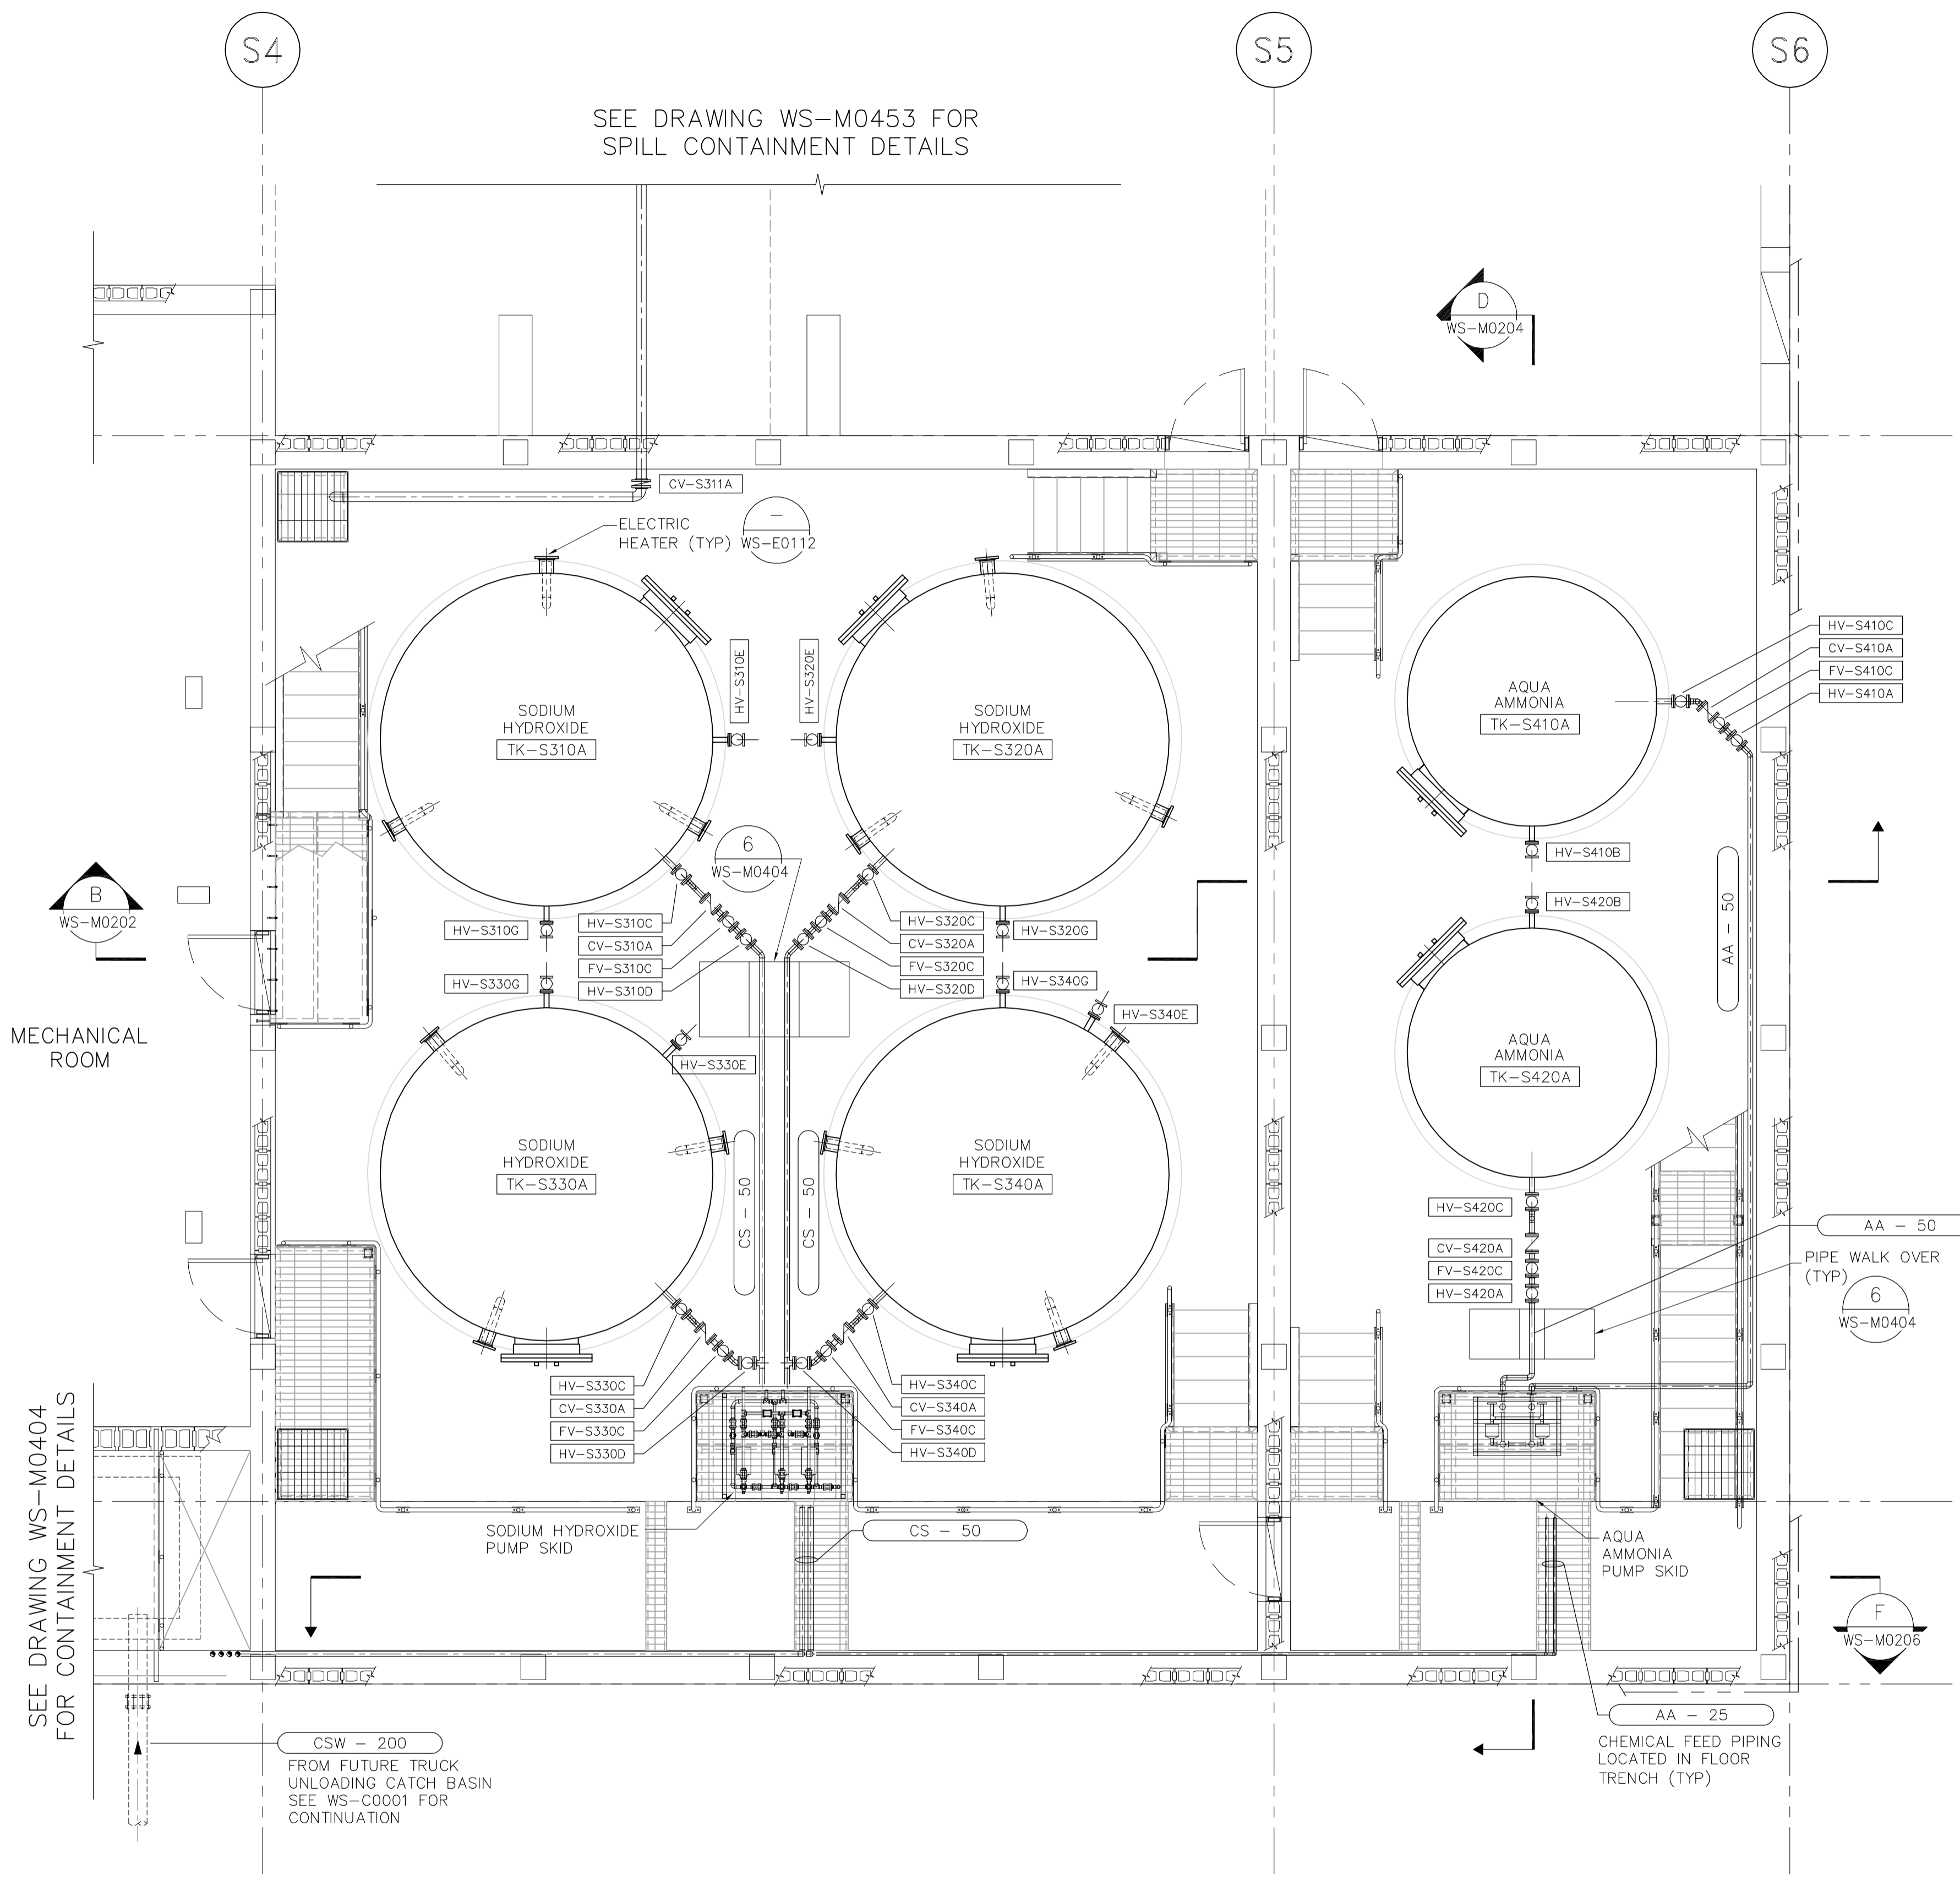 S4
S5
S6
SEE DRAWING WS-M0453 FOR
SPILL CONTAINMENT DETAILS
D
WS-M0204
CV-S311A
ELECTRIC
HEATER (TYP)
-
WS-E0112
HV-S310E
HV-S320E
SODIUM
HYDROXIDE
TK-S310A
SODIUM
HYDROXIDE
TK-S320A
AQUA
AMMONIA
TK-S410A
HV-S410C
CV-S410A
FV-S410C
HV-S410A
6
WS-M0404
HV-S410B
HV-S420B
AA - 50
B
WS-M0202
HV-S310G
HV-S310C
CV-S310A
FV-S310C
HV-S310D
HV-S320C
CV-S320A
FV-S320C
HV-S320D
HV-S320G
HV-S330G
HV-S340G
HV-S340E
HV-S330E
MECHANICAL
ROOM
AQUA
AMMONIA
TK-S420A
SODIUM
HYDROXIDE
TK-S330A
SODIUM
HYDROXIDE
TK-S340A
CS - 50
CS - 50
HV-S420C
CV-S420A
FV-S420C
HV-S420A
AA - 50
PIPE WALK OVER
(TYP)
6
WS-M0404
HV-S330C
CV-S330A
FV-S330C
HV-S330D
HV-S340C
CV-S340A
FV-S340C
HV-S340D
SEE DRAWING WS-M0404
FOR CONTAINMENT DETAILS
SODIUM HYDROXIDE
PUMP SKID
CS - 50
AQUA
AMMONIA
PUMP SKID
F
WS-M0206
CSW - 200
FROM FUTURE TRUCK
UNLOADING CATCH BASIN
SEE WS-C0001 FOR
CONTINUATION
AA - 25
CHEMICAL FEED PIPING
LOCATED IN FLOOR
TRENCH (TYP)